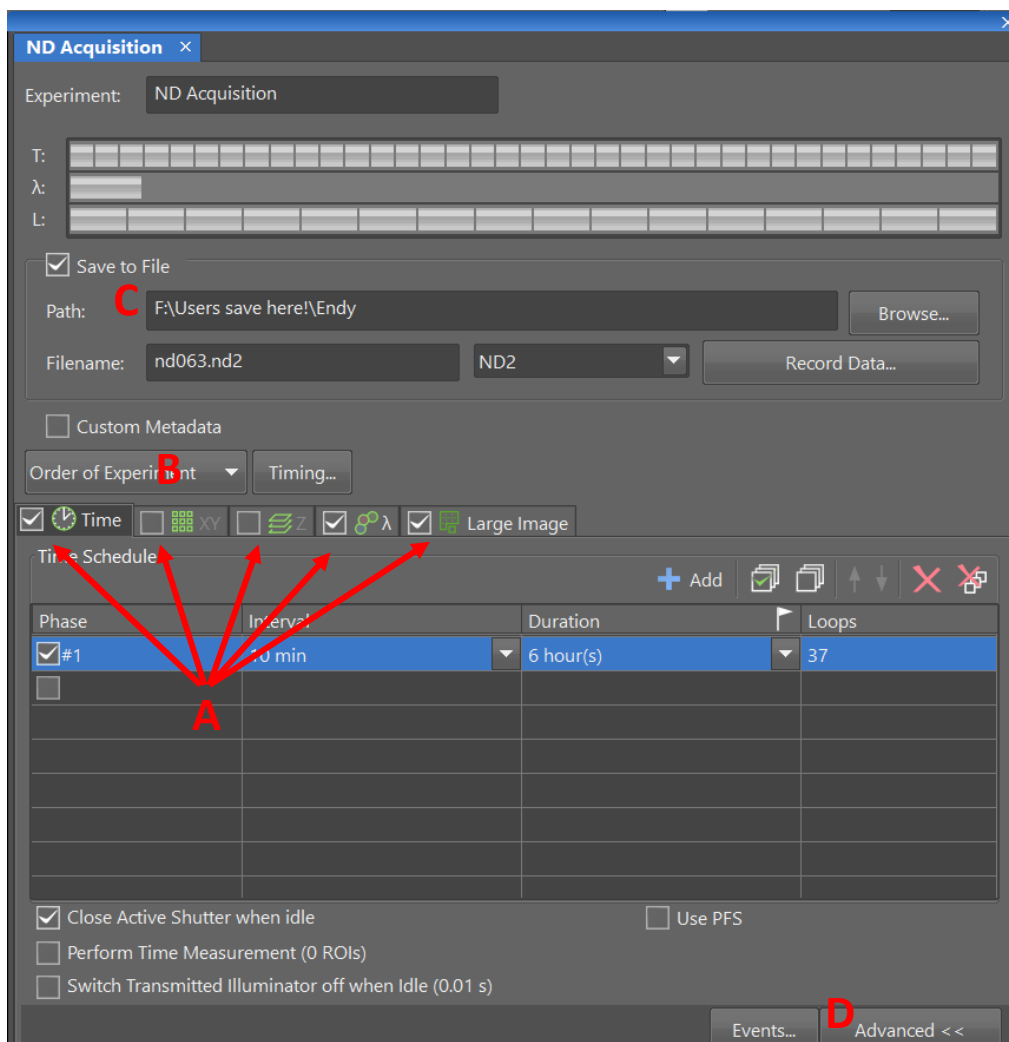 ND Acquisition ×
Experiment: ND Acquisition
T:
λ:
L:
Save to File
Path: C F:\Users save here!\Endy Browse...
Filename: nd063.nd2 ND2 Record Data...
Custom Metadata
Order of Experiment B Timing...
Time XY Z λ Large Image
Time Schedule
Add
Phase Interval Duration Loops
#1 10 min 6 hour(s) 37
A
Close Active Shutter when idle Use PFS
Perform Time Measurement (0 ROIs)
Switch Transmitted Illuminator off when Idle (0.01 s)
Events... D Advanced <<